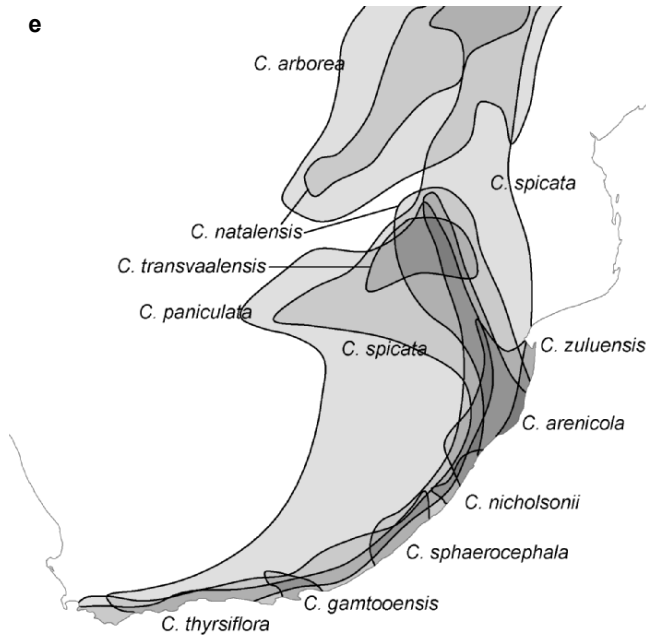 e
C. arborea
C. spicata
C. natalensis
C. transvaalensis
C. paniculata
C. spicata
C. zuluensis
C. arenicola
C. nicholsonii
C. sphaerocephala
C. gamtooensis
C. thyrsiflora